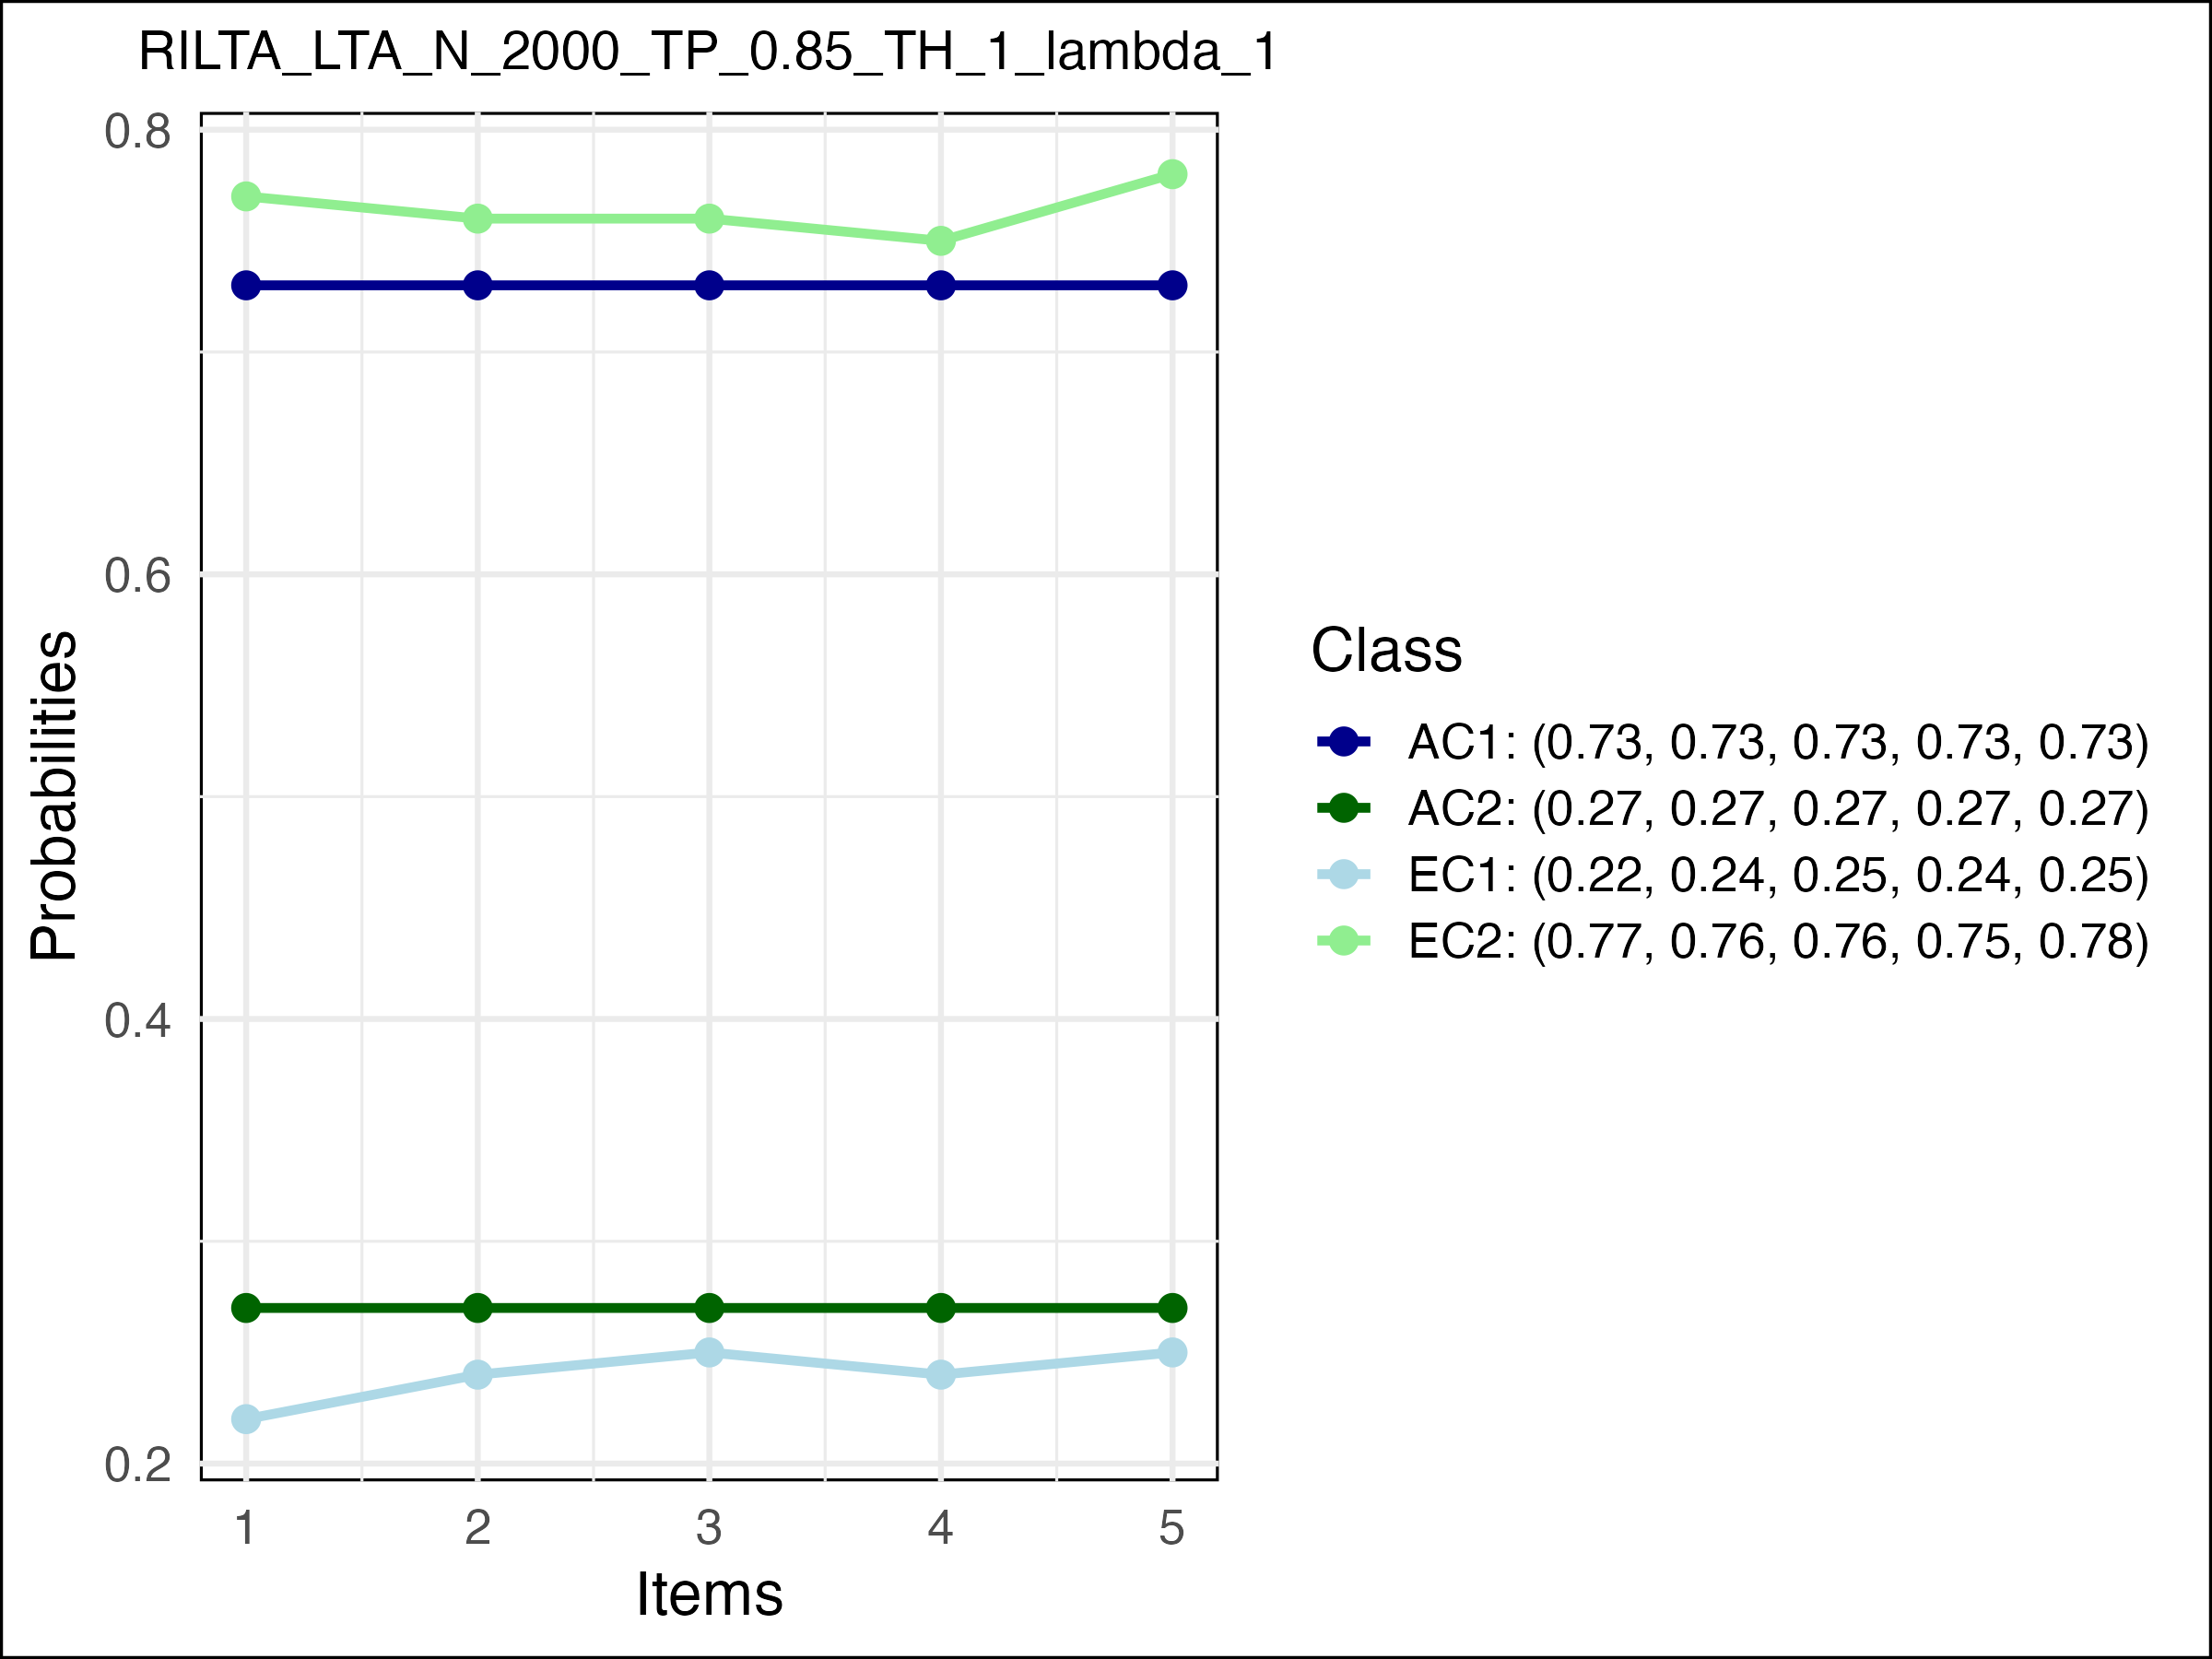 RILTA_LTA_N_2000_TP_0.85_TH_1_lambda_1
0.8
0.6
0.4
0.2
Probabilities
1 2 3 4 5
Items
Class
AC1: (0.73, 0.73, 0.73, 0.73, 0.73)
AC2: (0.27, 0.27, 0.27, 0.27, 0.27)
EC1: (0.22, 0.24, 0.25, 0.24, 0.25)
EC2: (0.77, 0.76, 0.76, 0.75, 0.78)